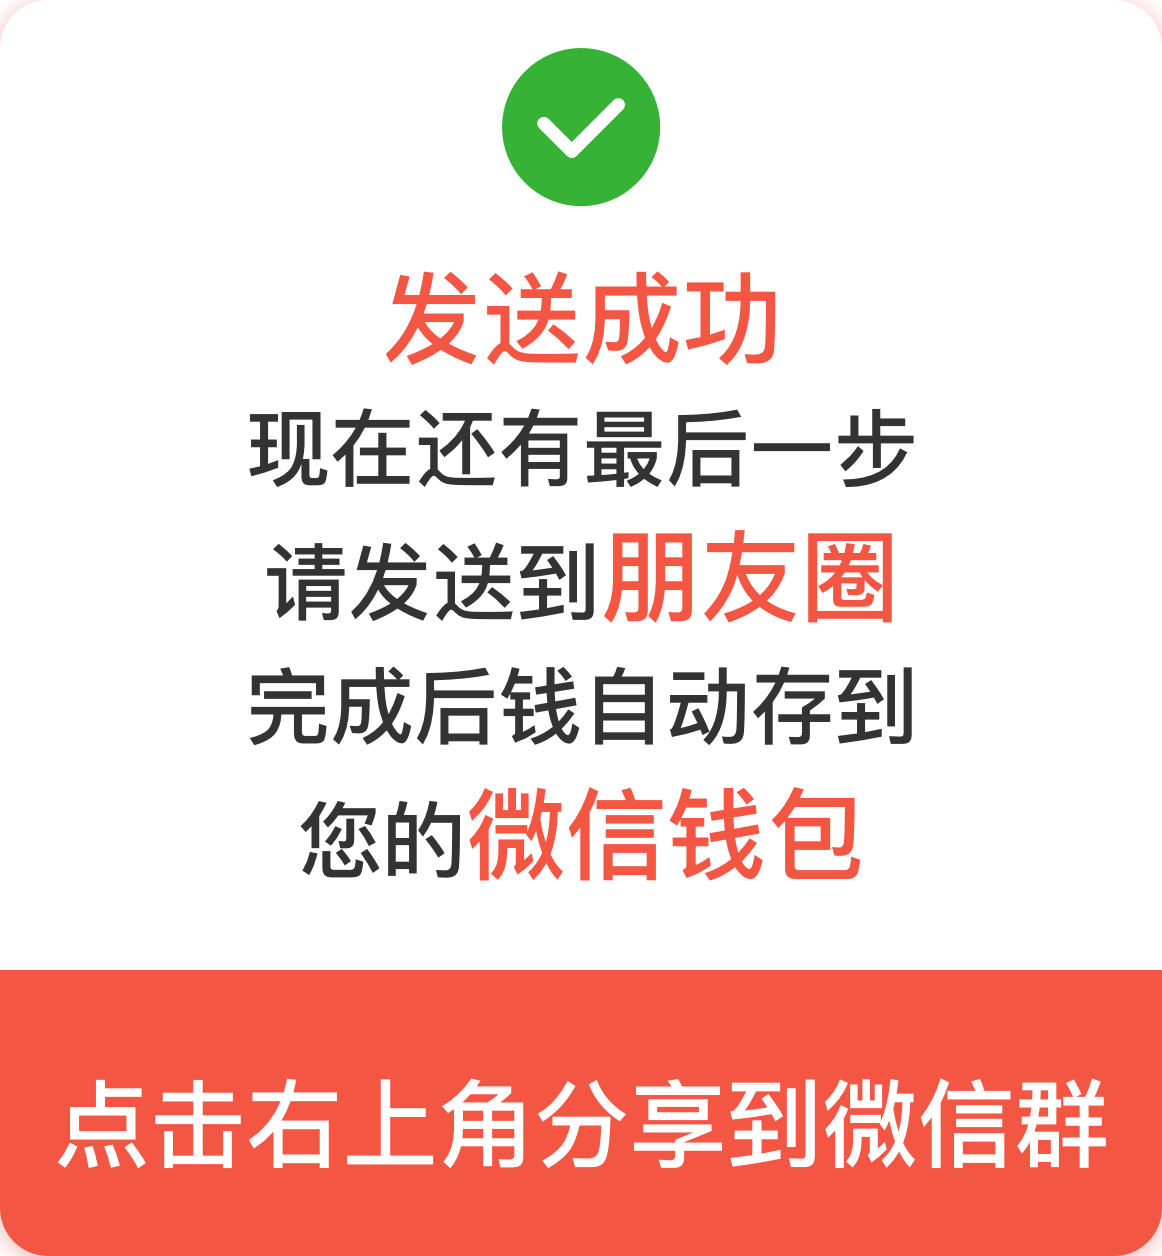 发送成功
现在还有最后一步
请发送到朋友圈
完成后钱自动存到
您的微信钱包
点击右上角分享到微信群